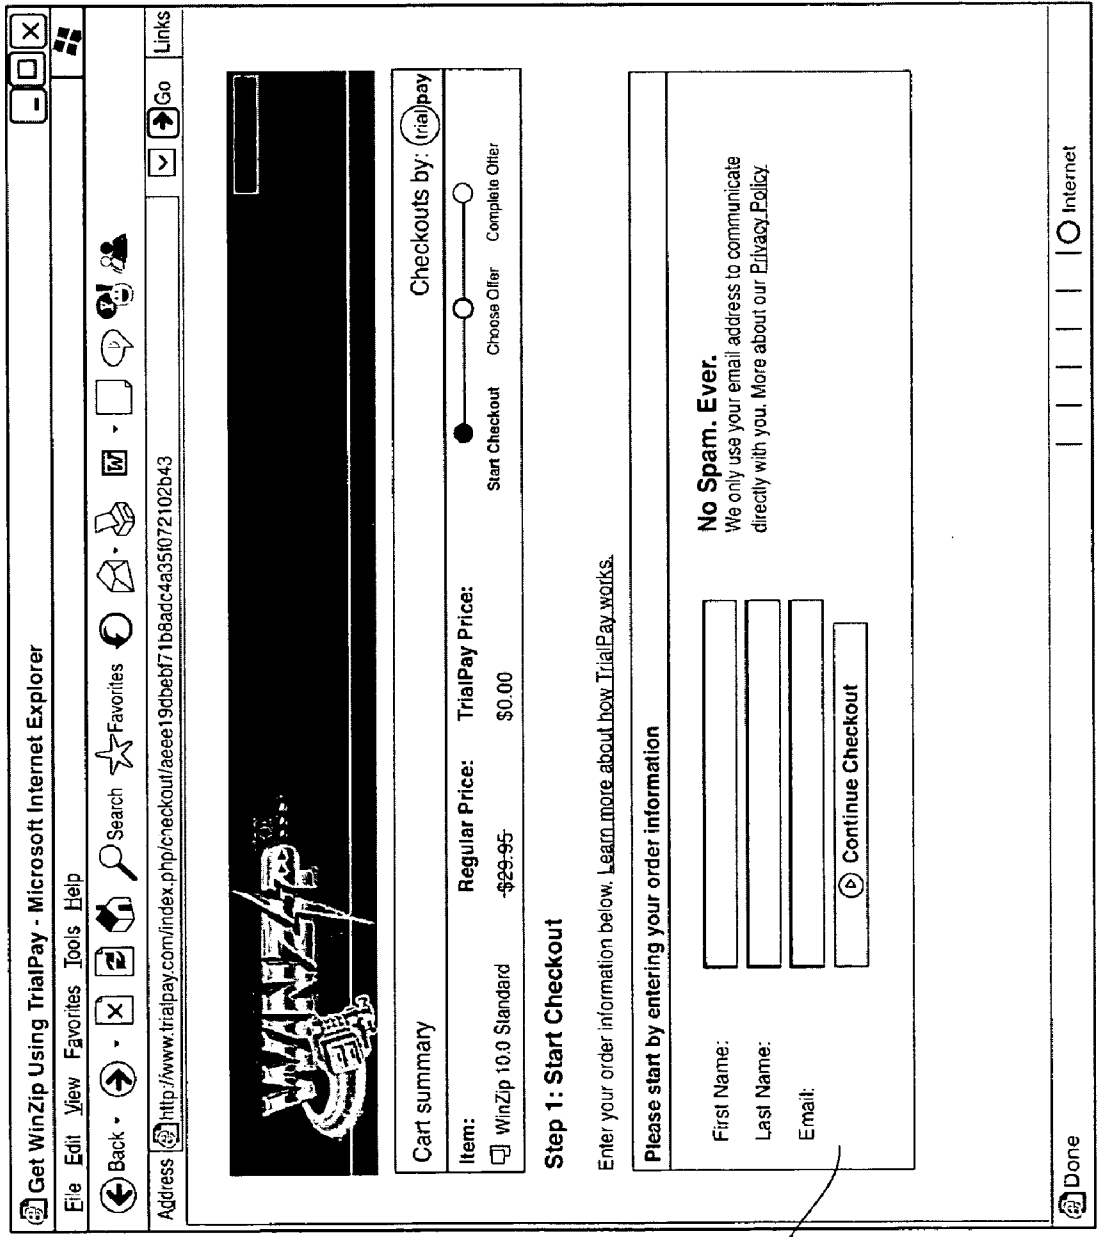 Get WinZip Using TrialPay - Microsoft Internet Explorer
File Edit View Favorites Tools Help
Back Search Favorites W
Address http://www.trialpay.com/index.php/checkout/aeee19dbebf71b8adc4a35f072102b43 Go Links
WINZIP
Cart summary Checkouts by: trialpay
Item: Regular Price: TrialPay Price:
WinZip 10.0 Standard $29.95 $0.00
Start Checkout Choose Offer Complete Offer
Step 1: Start Checkout
Enter your order information below. Learn more about how TrialPay works.
Please start by entering your order information
First Name:
Last Name:
Email:
Continue Checkout
No Spam. Ever.
We only use your email address to communicate
directly with you. More about our Privacy Policy
Done Internet